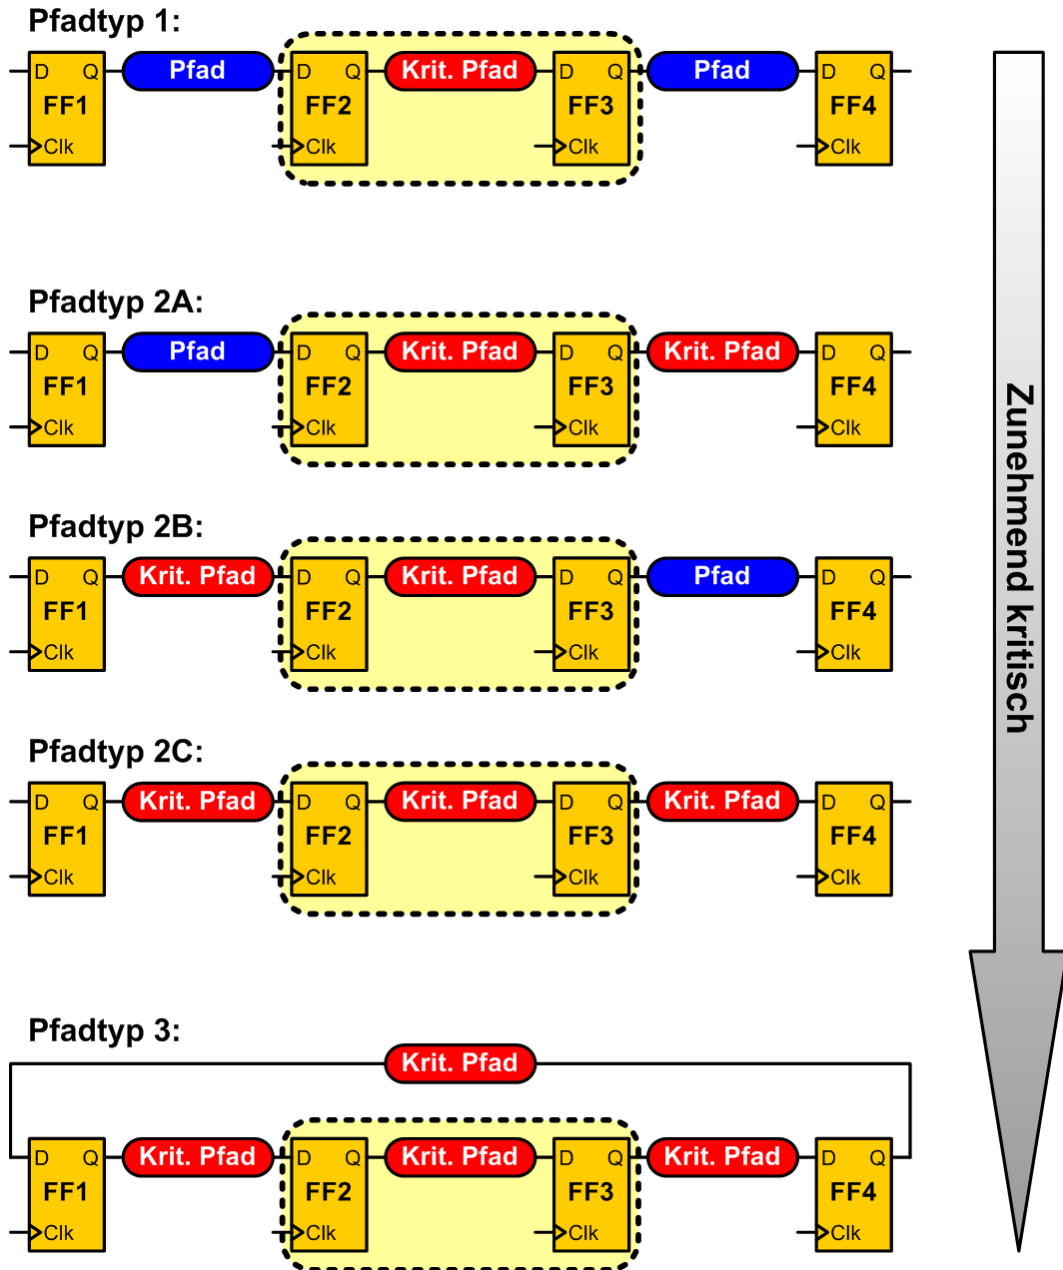 Pfadtyp 1:
D Q Pfad D Q Krit. Pfad D Q Pfad D Q
FF1 FF2 FF3 FF4
Clk Clk Clk Clk
Pfadtyp 2A:
D Q Pfad D Q Krit. Pfad D Q Krit. Pfad D Q
FF1 FF2 FF3 FF4
Clk Clk Clk Clk
Pfadtyp 2B:
D Q Krit. Pfad D Q Krit. Pfad D Q Pfad D Q
FF1 FF2 FF3 FF4
Clk Clk Clk Clk
Pfadtyp 2C:
D Q Krit. Pfad D Q Krit. Pfad D Q Krit. Pfad D Q
FF1 FF2 FF3 FF4
Clk Clk Clk Clk
Pfadtyp 3:
Krit. Pfad
D Q Krit. Pfad D Q Krit. Pfad D Q Krit. Pfad D Q
FF1 FF2 FF3 FF4
Clk Clk Clk Clk
Zunehmend kritisch